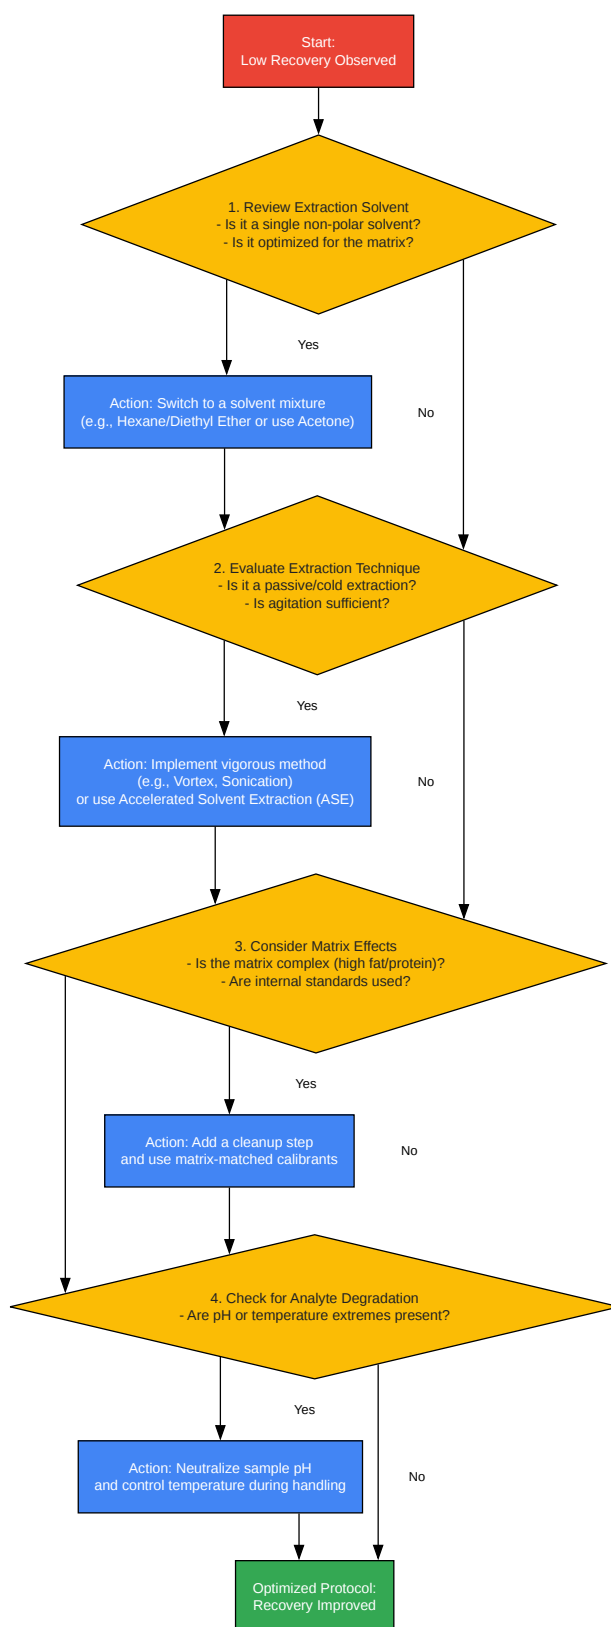 Start:
Low Recovery Observed
1. Review Extraction Solvent
- Is it a single non-polar solvent?
- Is it optimized for the matrix?
Yes
Action: Switch to a solvent mixture
(e.g., Hexane/Diethyl Ether or use Acetone)
No
2. Evaluate Extraction Technique
- Is it a passive/cold extraction?
- Is agitation sufficient?
Yes
Action: Implement vigorous method
(e.g., Vortex, Sonication)
or use Accelerated Solvent Extraction (ASE)
No
3. Consider Matrix Effects
- Is the matrix complex (high fat/protein)?
- Are internal standards used?
Yes
Action: Add a cleanup step
and use matrix-matched calibrants
No
4. Check for Analyte Degradation
- Are pH or temperature extremes present?
Yes
Action: Neutralize sample pH
and control temperature during handling
No
Optimized Protocol:
Recovery Improved